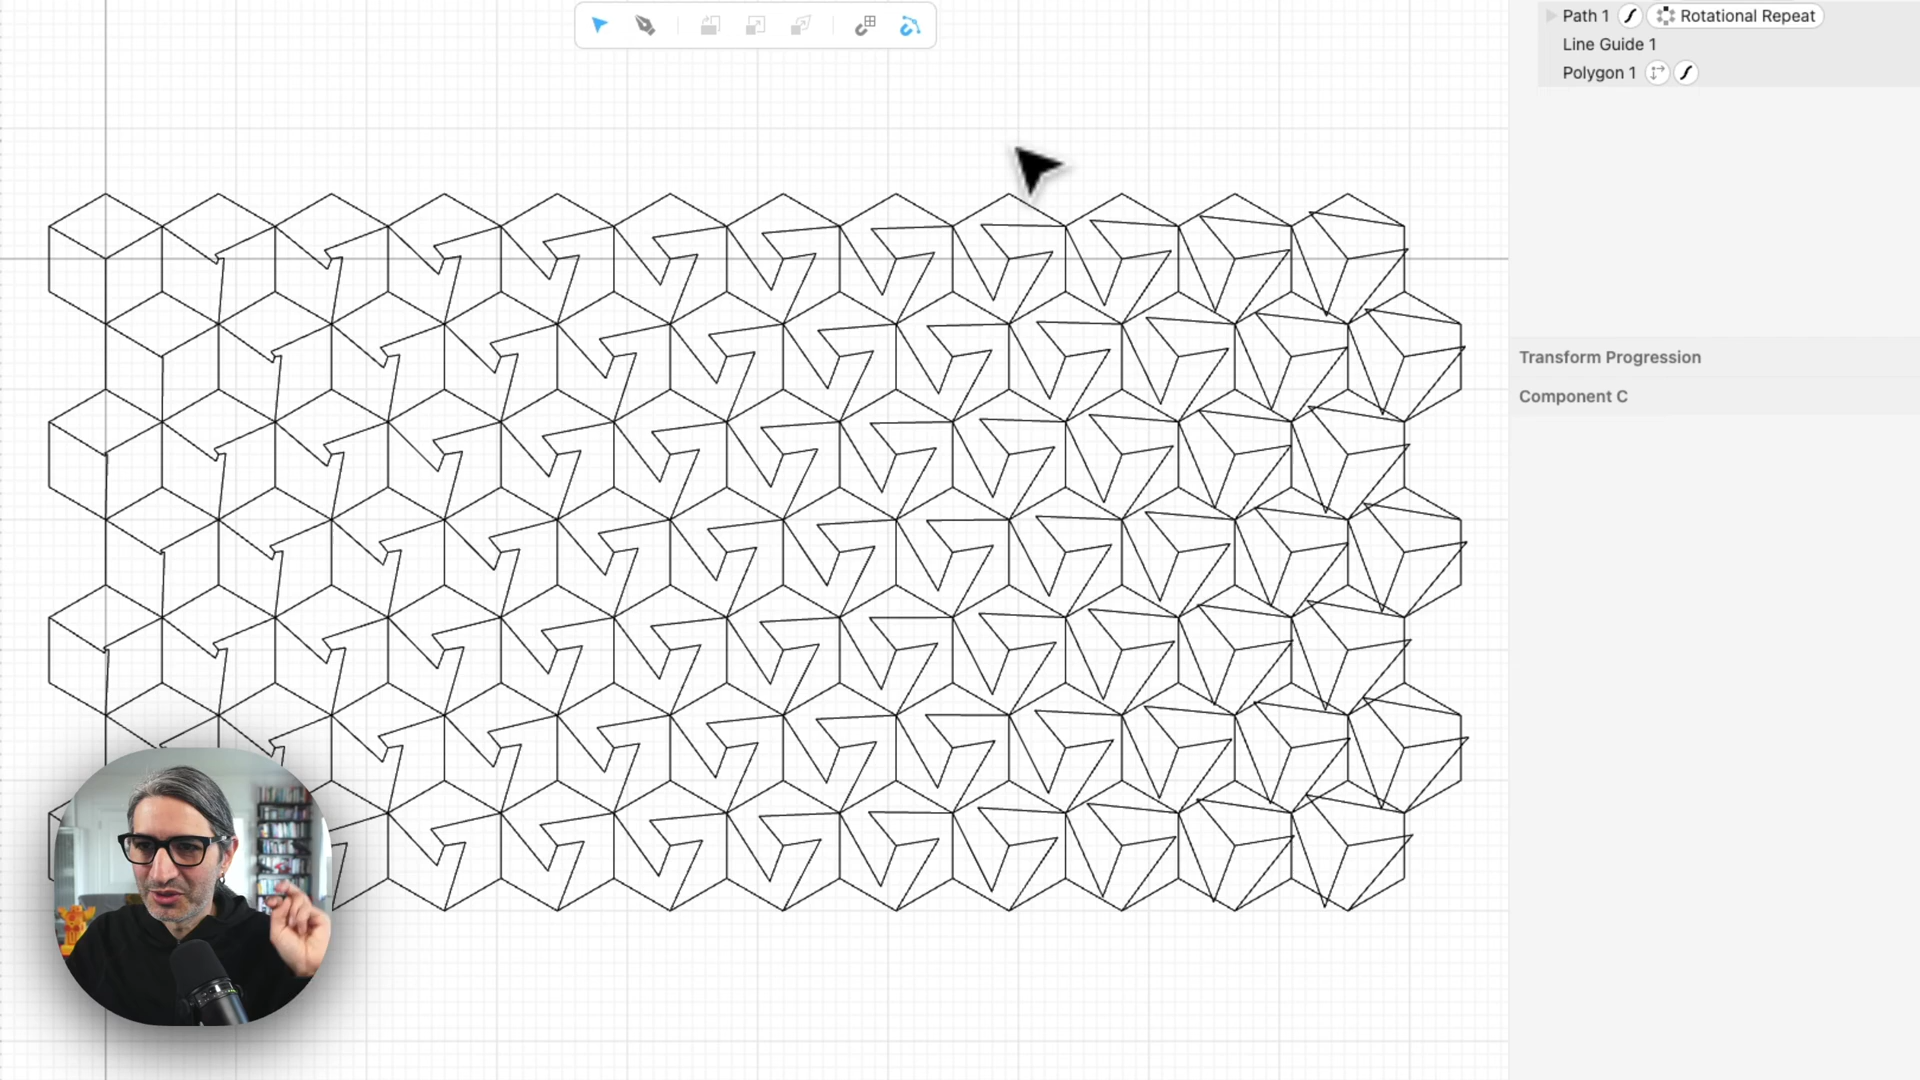 Path 1
Rotational Repeat
Line Guide 1
Polygon 1
Transform Progression
Component C